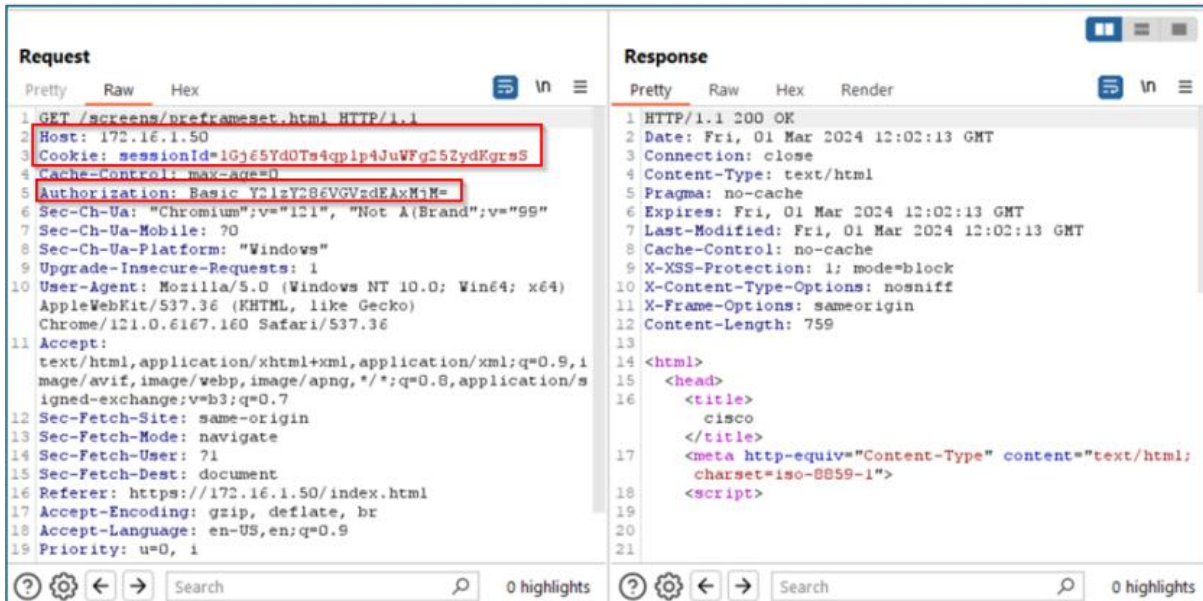 Request
Pretty Raw Hex \n
1 GET /screens/preframeset.html HTTP/1.1
2 Host: 172.16.1.50
3 Cookie: sessionId=1Gj65Yd0Ts4qp1p4JuWFg25ZydKgrsS
4 Cache-Control: max-age=0
5 Authorization: Basic Y2lzY286VGVzdEAxMjM=
6 Sec-Ch-Ua: "Chromium";v="121", "Not A(Brand";v="99"
7 Sec-Ch-Ua-Mobile: ?0
8 Sec-Ch-Ua-Platform: "Windows"
9 Upgrade-Insecure-Requests: 1
10 User-Agent: Mozilla/5.0 (Windows NT 10.0; Win64; x64)
AppleWebKit/537.36 (KHTML, like Gecko)
Chrome/121.0.6167.160 Safari/537.36
11 Accept:
text/html,application/xhtml+xml,application/xml;q=0.9,i
mage/avif,image/webp,image/apng,*/*;q=0.8,application/s
igned-exchange;v=b3;q=0.7
12 Sec-Fetch-Site: same-origin
13 Sec-Fetch-Mode: navigate
14 Sec-Fetch-User: ?1
15 Sec-Fetch-Dest: document
16 Referer: https://172.16.1.50/index.html
17 Accept-Encoding: gzip, deflate, br
18 Accept-Language: en-US,en;q=0.9
19 Priority: u=0, i
Search 0 highlights
Response
Pretty Raw Hex Render \n
1 HTTP/1.1 200 OK
2 Date: Fri, 01 Mar 2024 12:02:13 GMT
3 Connection: close
4 Content-Type: text/html
5 Pragma: no-cache
6 Expires: Fri, 01 Mar 2024 12:02:13 GMT
7 Last-Modified: Fri, 01 Mar 2024 12:02:13 GMT
8 Cache-Control: no-cache
9 X-XSS-Protection: 1; mode=block
10 X-Content-Type-Options: nosniff
11 X-Frame-Options: sameorigin
12 Content-Length: 759
13
14 <html>
15 <head>
16 <title>
cisco
</title>
17 <meta http-equiv="Content-Type" content="text/html;
charset=iso-8859-1">
18 <script>
19
20
21
Search 0 highlights